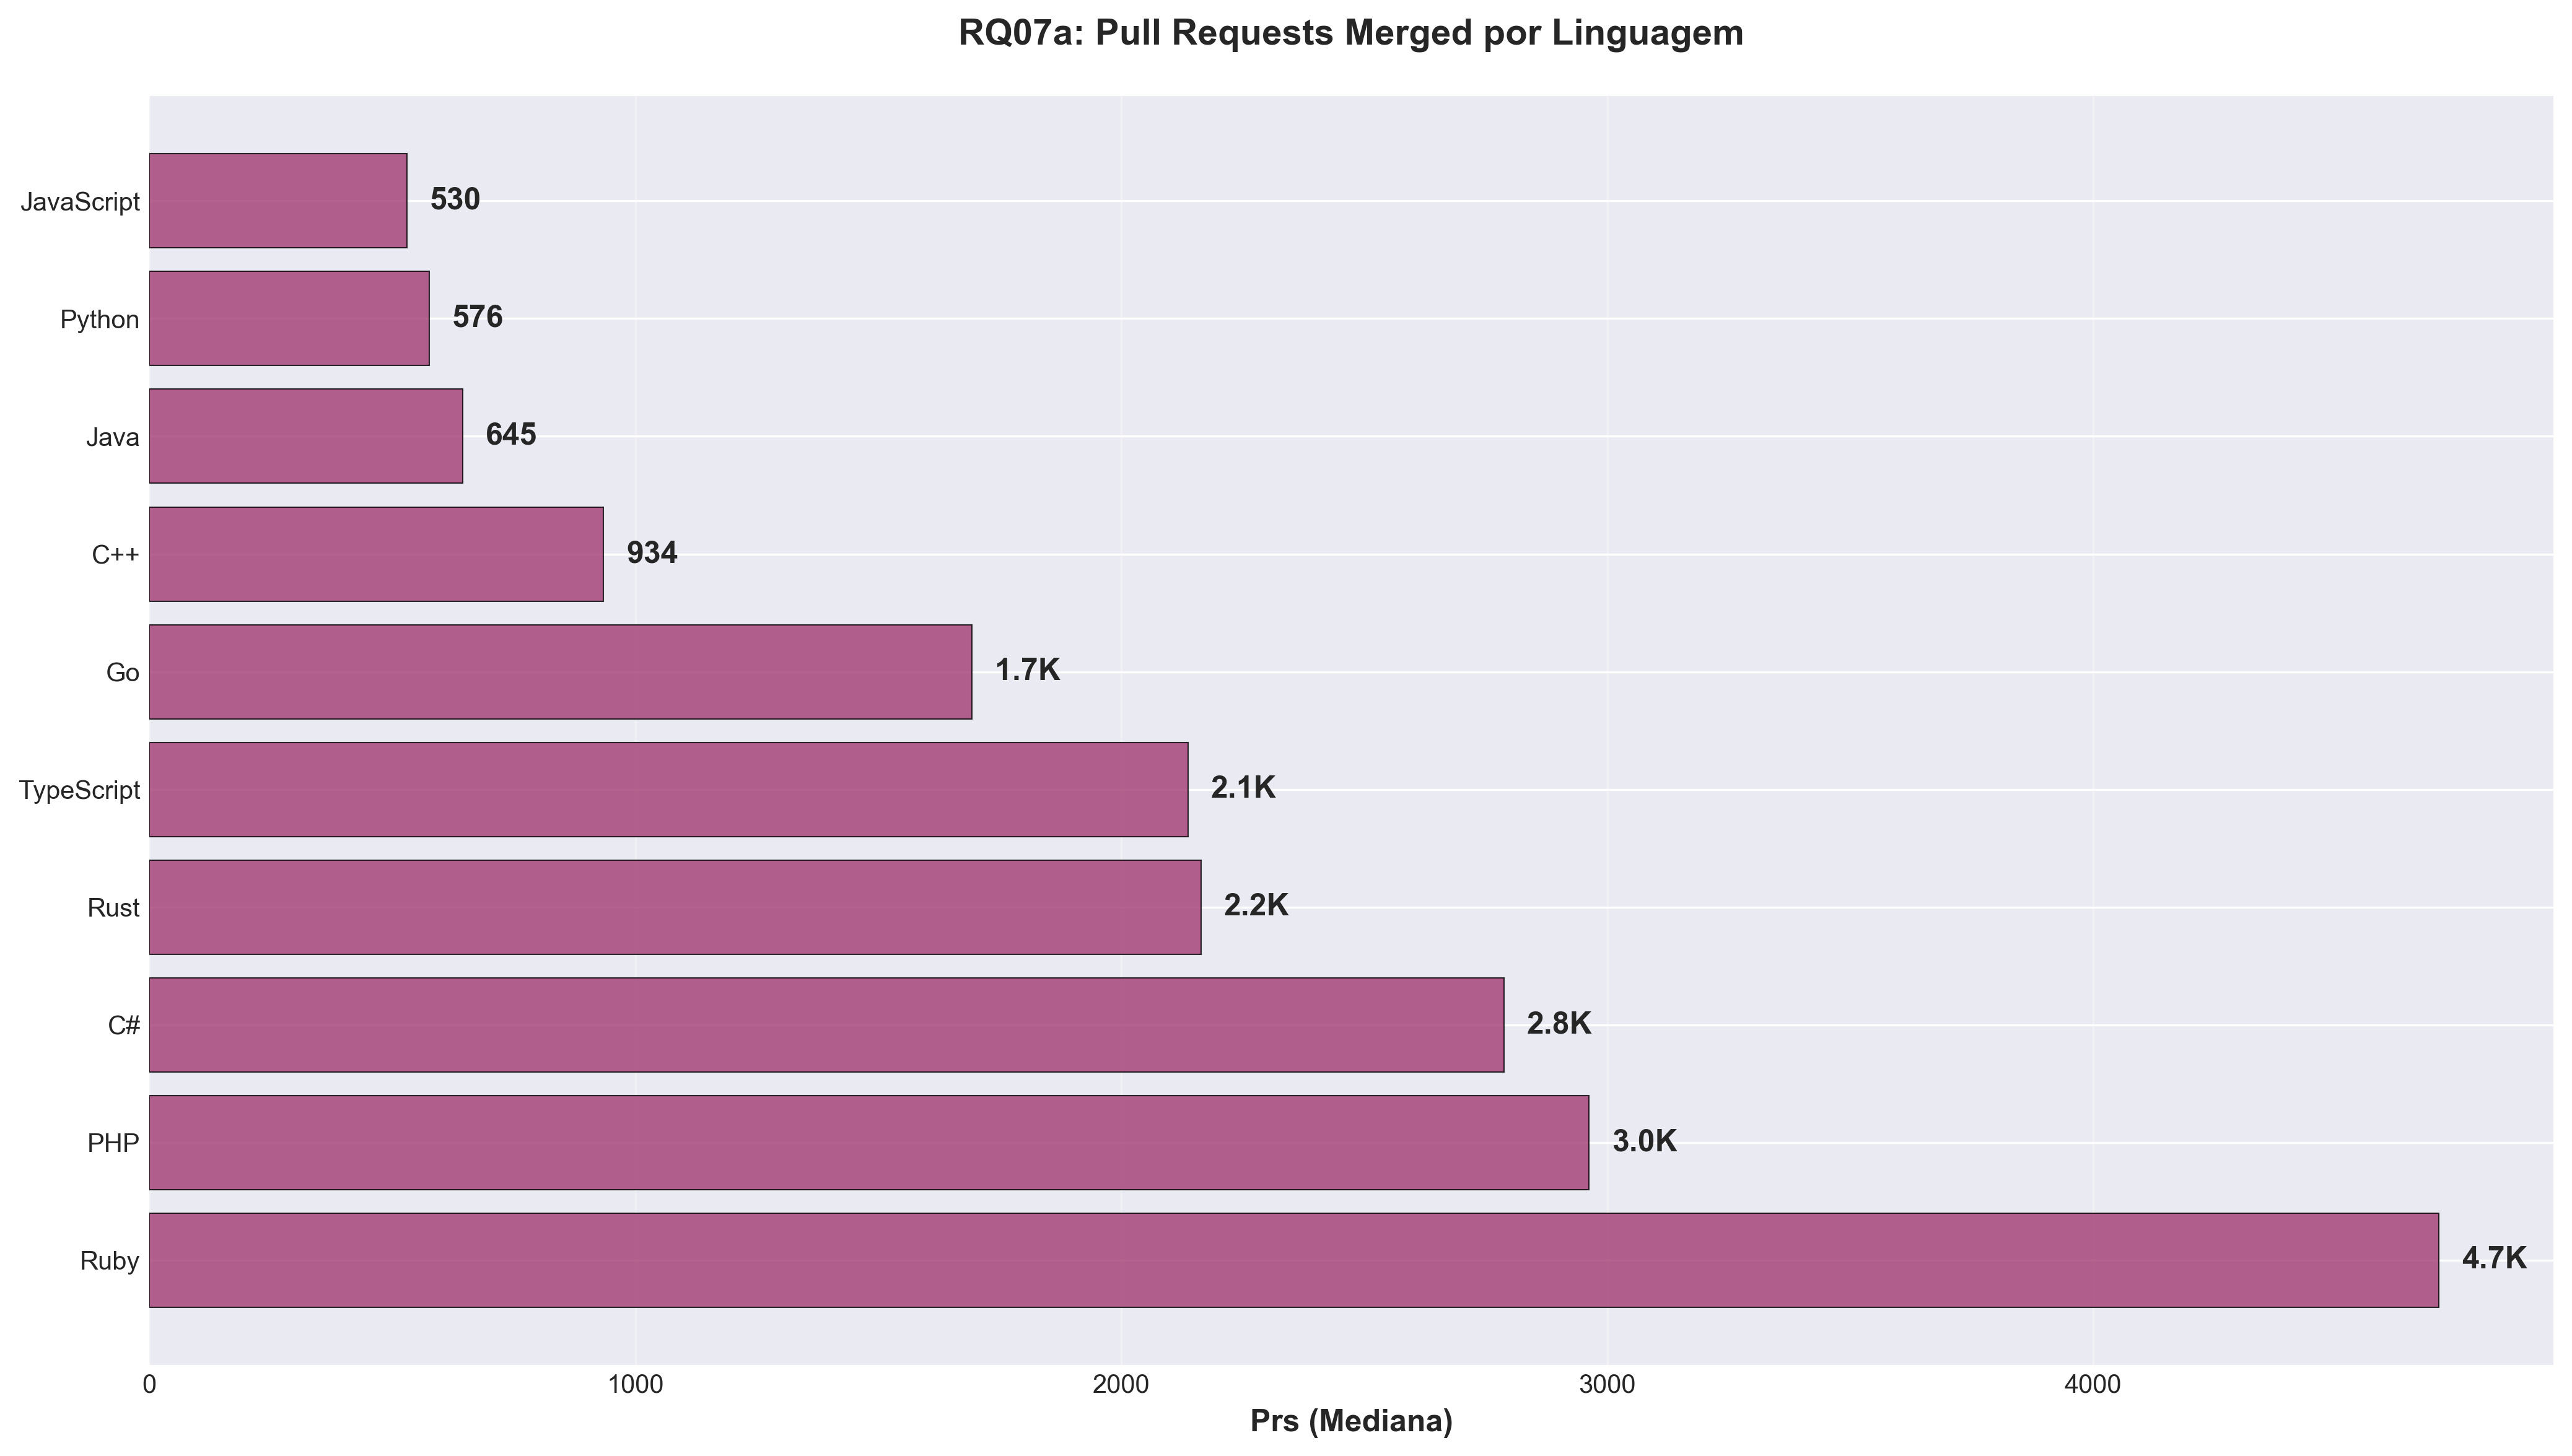 RQ07a: Pull Requests Merged por Linguagem
JavaScript 530
Python 576
Java 645
C++ 934
Go 1.7K
TypeScript 2.1K
Rust 2.2K
C# 2.8K
PHP 3.0K
Ruby 4.7K
0 1000 2000 3000 4000
Prs (Mediana)